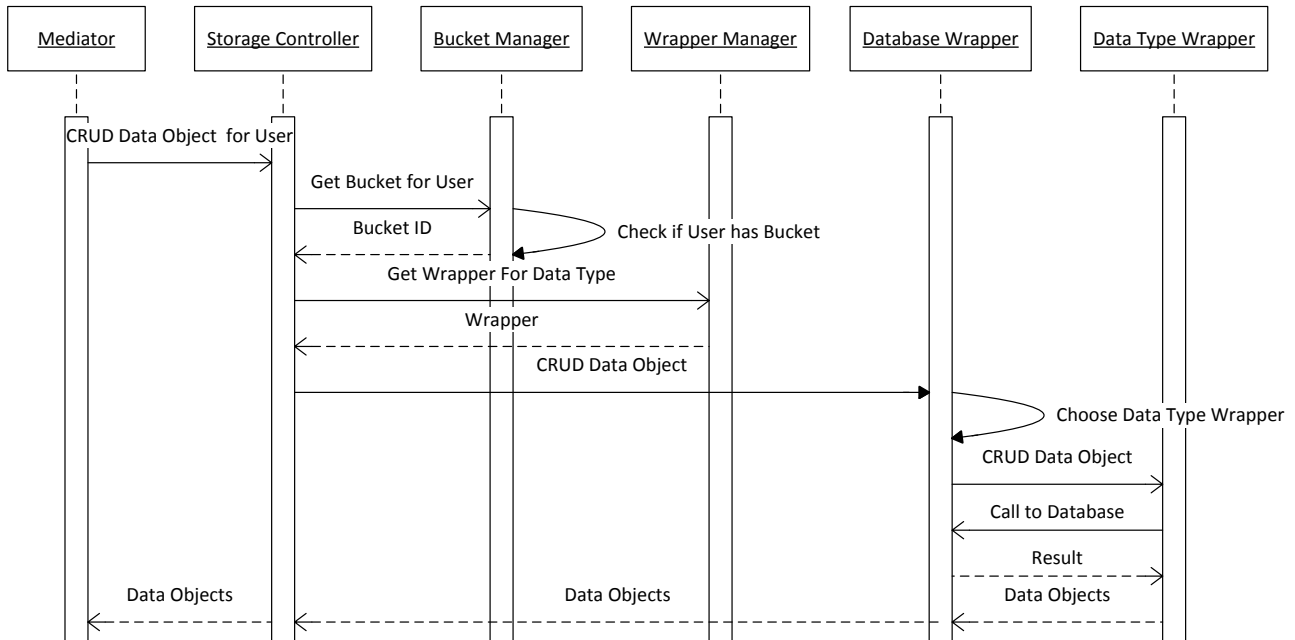 Mediator
Storage Controller
Bucket Manager
Wrapper Manager
Database Wrapper
Data Type Wrapper
CRUD Data Object for User
Get Bucket for User
Bucket ID
Check if User has Bucket
Get Wrapper For Data Type
Wrapper
CRUD Data Object
Choose Data Type Wrapper
CRUD Data Object
Call to Database
Result
Data Objects
Data Objects
Data Objects